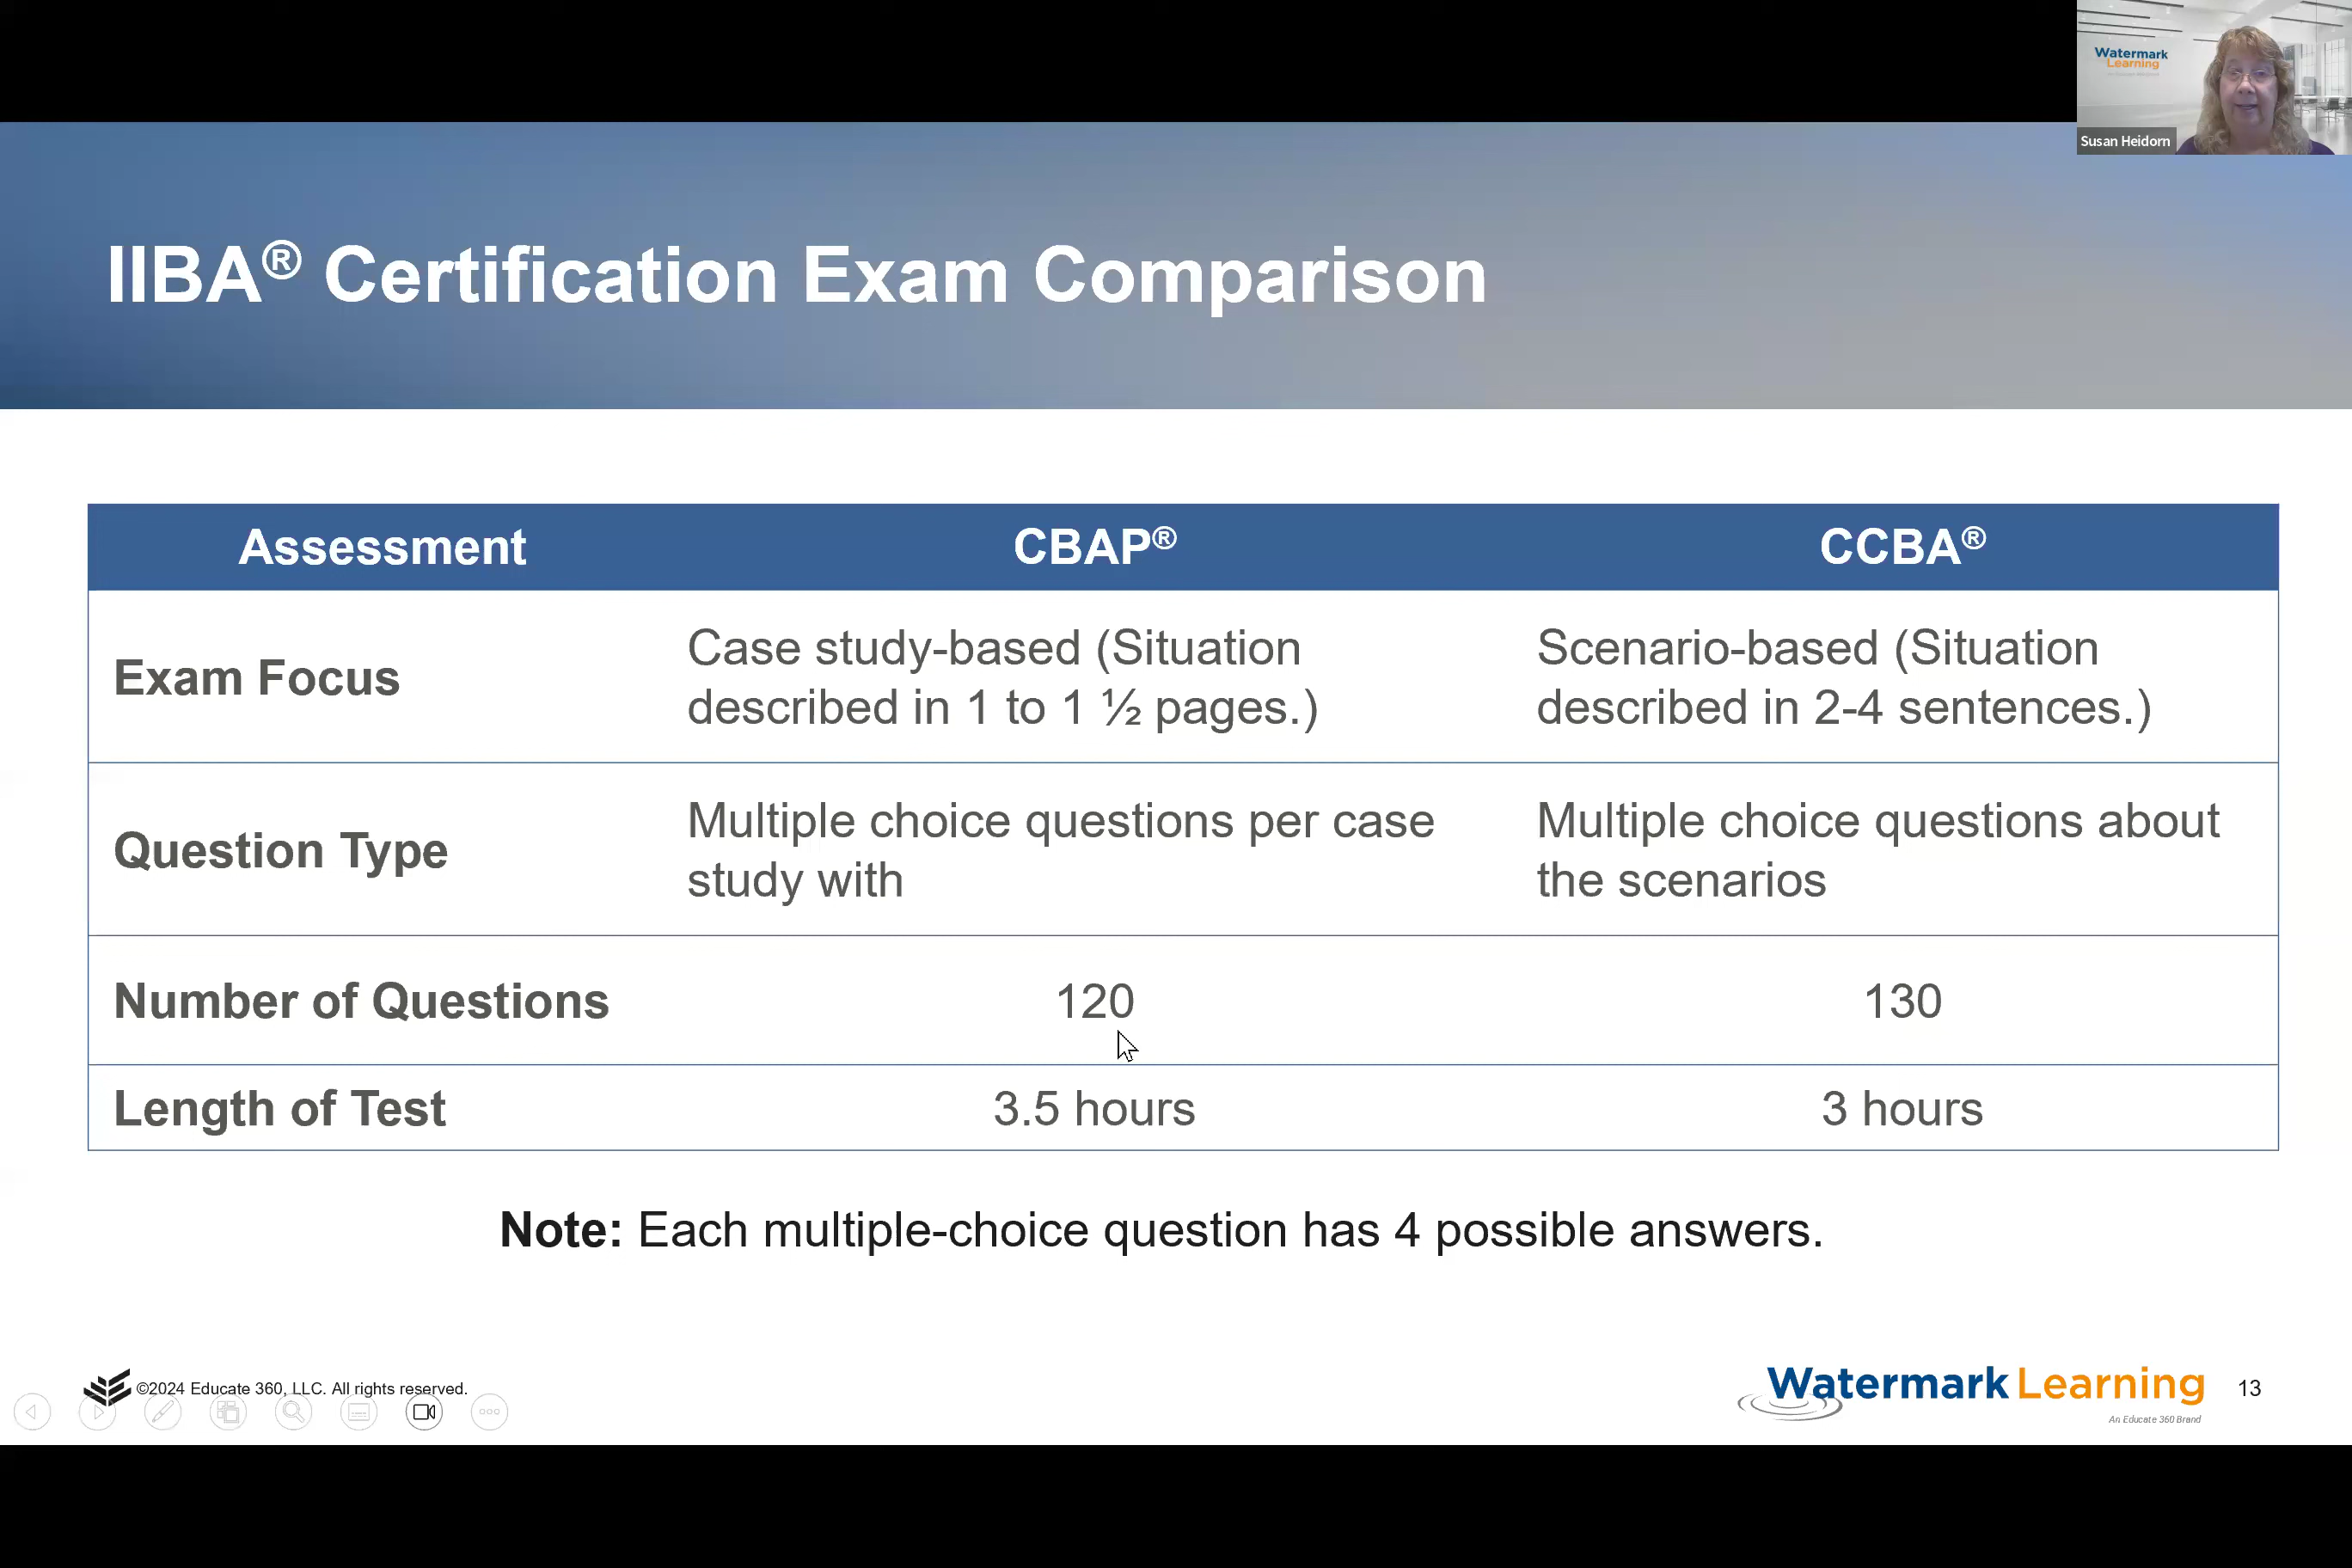 Watermark
Learning
Susan Heidorn
IIBA® Certification Exam Comparison
Assessment
CBAP®
CCBA®
Exam Focus
Case study-based (Situation
described in 1 to 1 ½ pages.)
Scenario-based (Situation
described in 2-4 sentences.)
Question Type
Multiple choice questions per case
study with
Multiple choice questions about
the scenarios
Number of Questions
120
130
Length of Test
3.5 hours
3 hours
Note: Each multiple-choice question has 4 possible answers.
©2024 Educate 360, LLC. All rights reserved.
Watermark Learning
An Educate 360 Brand
13